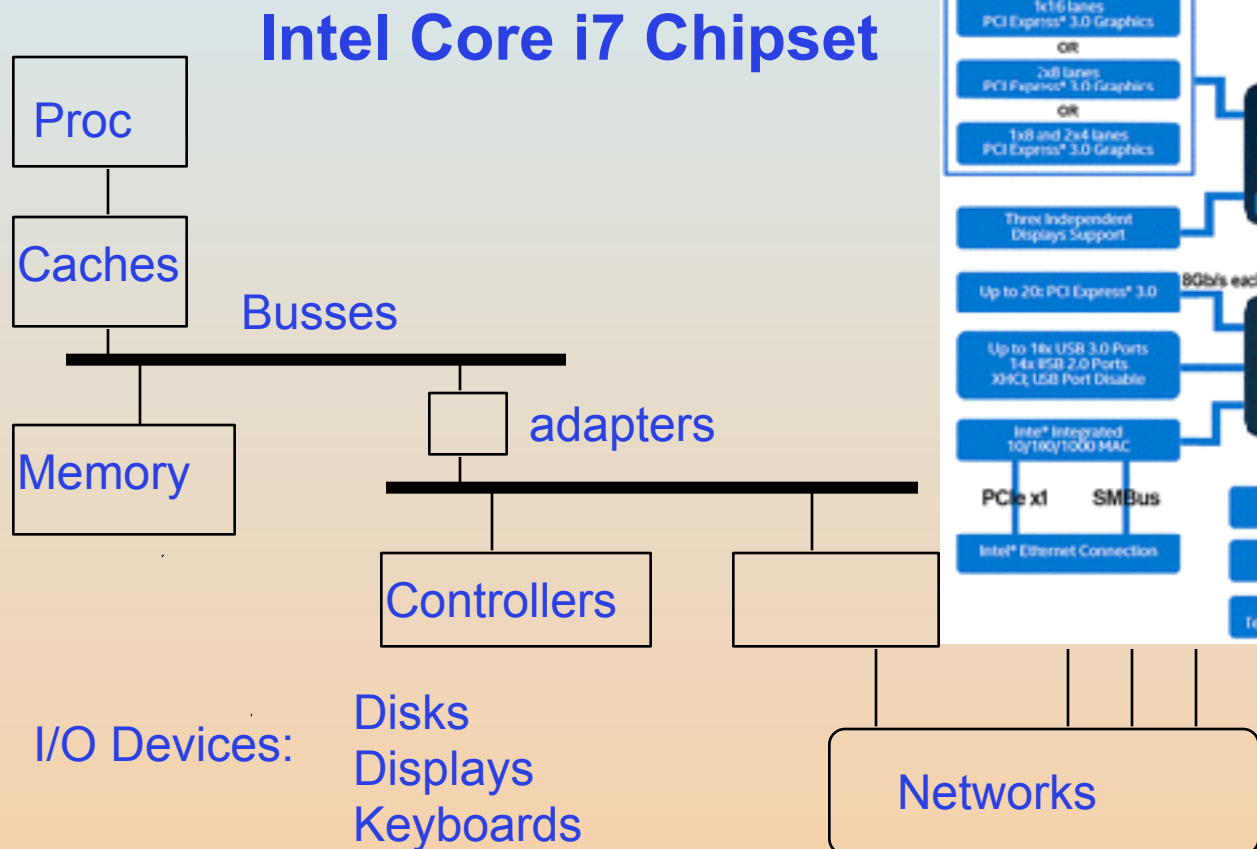 Intel Core i7 Chipset
Proc
Caches
Busses
adapters
Memory
Controllers
I/O Devices:
Disks
Displays
Keyboards
Networks
1x16 lanes
PCI Express* 3.0 Graphics
OR
2x8 lanes
PCI Express* 3.0 Graphics
OR
1x8 and 2x4 lanes
PCI Express* 3.0 Graphics
Three Independent
Displays Support
8Gb/s each
Up to 20x PCI Express* 3.0
Up to 10x USB 3.0 Ports
14x USB 2.0 Ports
XHCI; USB Port Disable
Intel® Integrated
10/100/1000 MAC
PCIe x1
SMBus
Intel® Ethernet Connection